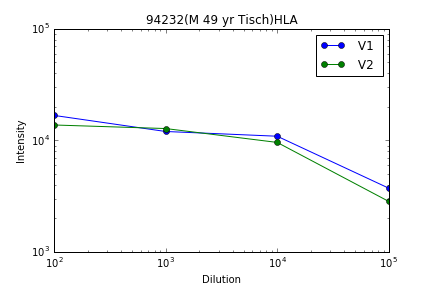 94232(M 49 yr Tisch)HLA
10^5
V1
V2
10^4
10^3
Intensity
10^2 10^3 10^4 10^5
Dilution